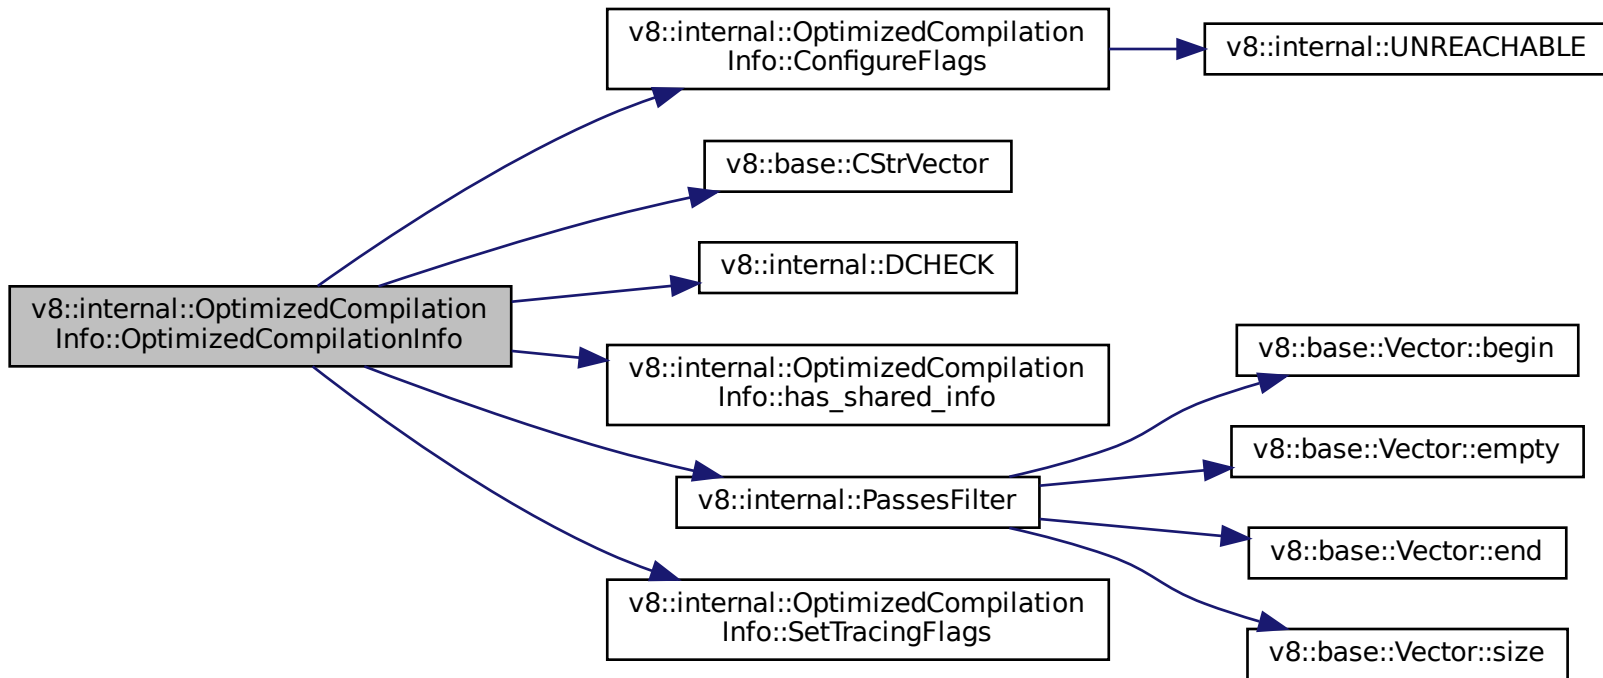 v8::internal::OptimizedCompilation
Info::OptimizedCompilationInfo
v8::internal::OptimizedCompilation
Info::ConfigureFlags
v8::internal::UNREACHABLE
v8::base::CStrVector
v8::internal::DCHECK
v8::internal::OptimizedCompilation
Info::has_shared_info
v8::internal::PassesFilter
v8::base::Vector::begin
v8::base::Vector::empty
v8::base::Vector::end
v8::base::Vector::size
v8::internal::OptimizedCompilation
Info::SetTracingFlags